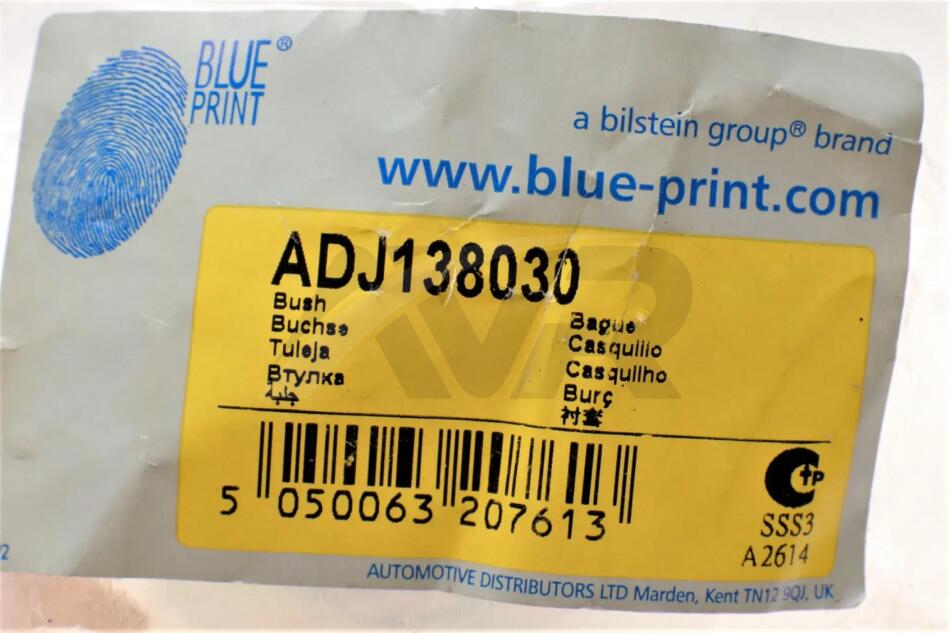 BLUE®
PRINT
a bilstein group® brand
www.blue-print.com
ADJ138030
Bush
Buchse
Tuleja
Втулка
جلبة
Bague
Casquillo
Casquilho
Burç
衬套
5 050063 207613
CTP
SSS3
A2614
AUTOMOTIVE DISTRIBUTORS LTD Marden, Kent TN12 9QJ, UK